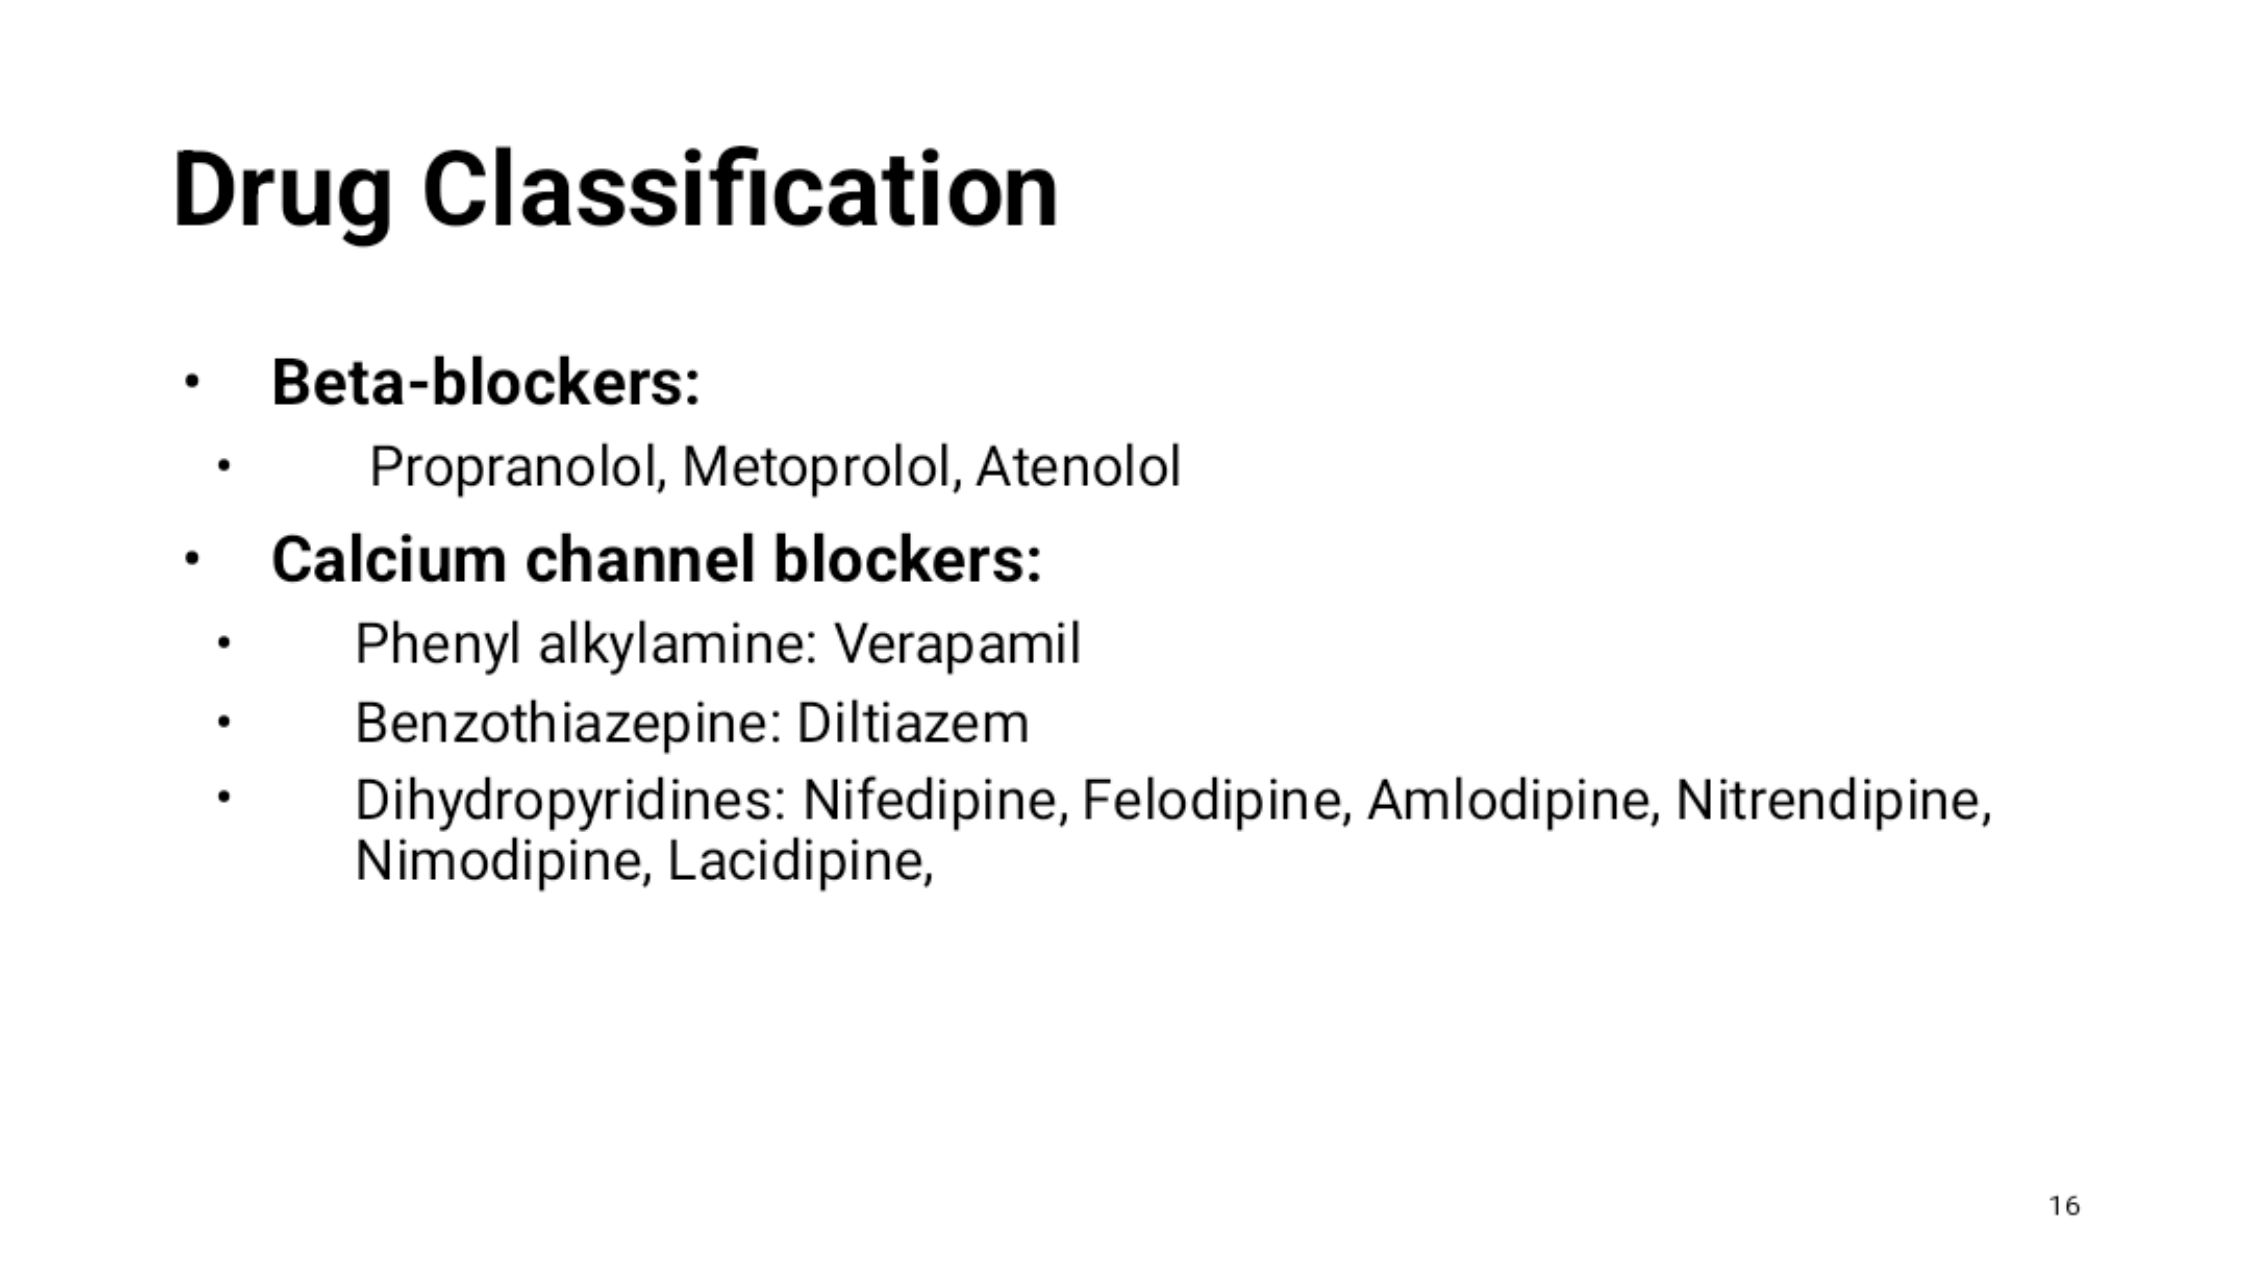 Drug Classification
• Beta-blockers:
• Propranolol, Metoprolol, Atenolol
• Calcium channel blockers:
• Phenyl alkylamine: Verapamil
• Benzothiazepine: Diltiazem
• Dihydropyridines: Nifedipine, Felodipine, Amlodipine, Nitrendipine,
Nimodipine, Lacidipine,
16